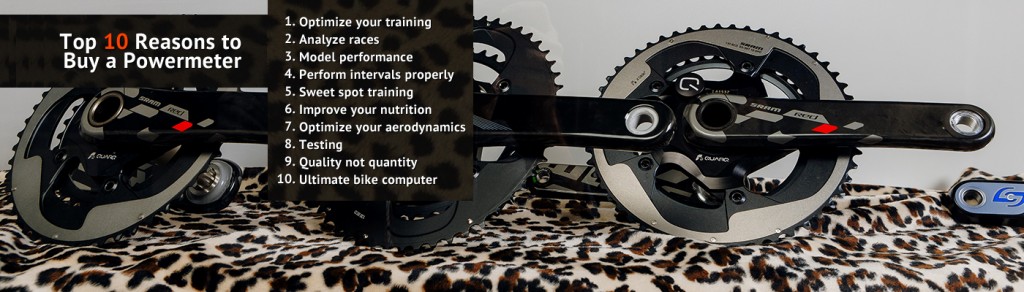 Top 10 Reasons to
Buy a Powermeter
1. Optimize your training
2. Analyze races
3. Model performance
4. Perform intervals properly
5. Sweet spot training
6. Improve your nutrition
7. Optimize your aerodynamics
8. Testing
9. Quality not quantity
10. Ultimate bike computer
SRAM
RED
QUARQ
SRAM
SRAM
RED
QUARQ